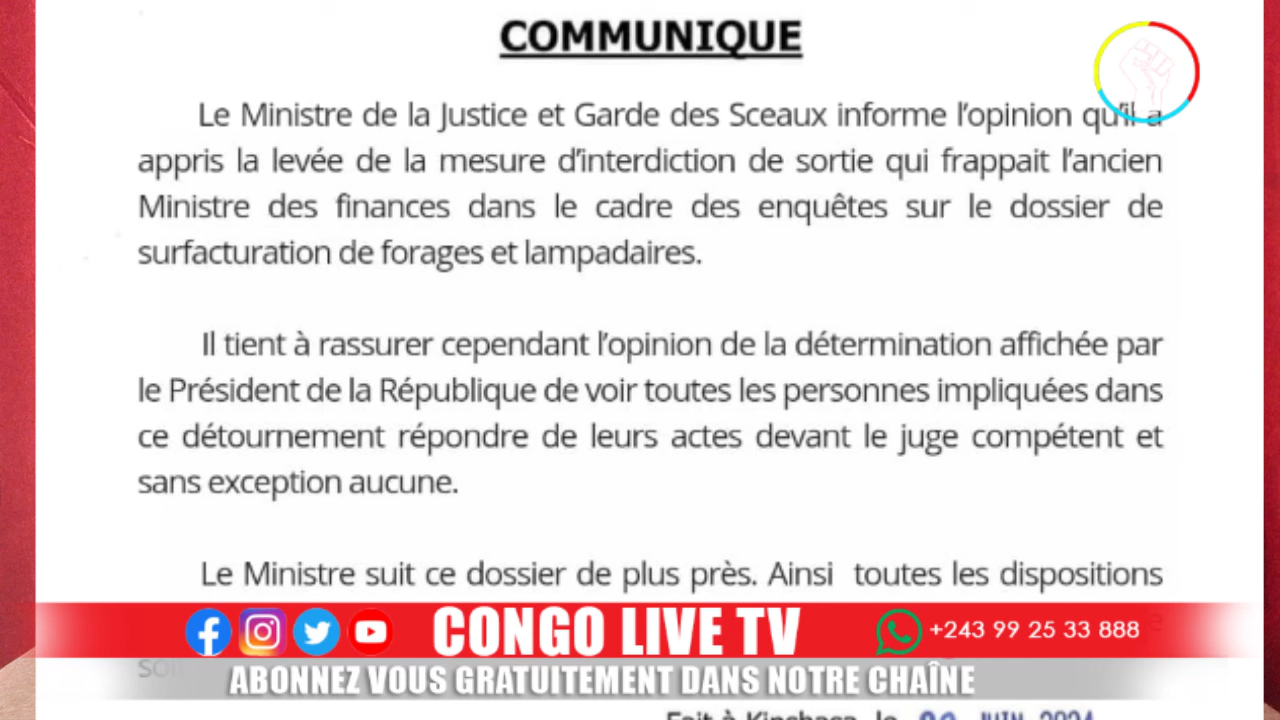 COMMUNIQUE
Le Ministre de la Justice et Garde des Sceaux informe l'opinion qu'il a
appris la levée de la mesure d'interdiction de sortie qui frappait l'ancien
Ministre des finances dans le cadre des enquêtes sur le dossier de
surfacturation de forages et lampadaires.
Il tient à rassurer cependant l'opinion de la détermination affichée par
le Président de la République de voir toutes les personnes impliquées dans
ce détournement répondre de leurs actes devant le juge compétent et
sans exception aucune.
Le Ministre suit ce dossier de plus près. Ainsi toutes les dispositions
CONGO LIVE TV
+243 99 25 33 888
ABONNEZ VOUS GRATUITEMENT DANS NOTRE CHAÎNE
Fait à Kinshasa, le JUIN 2024